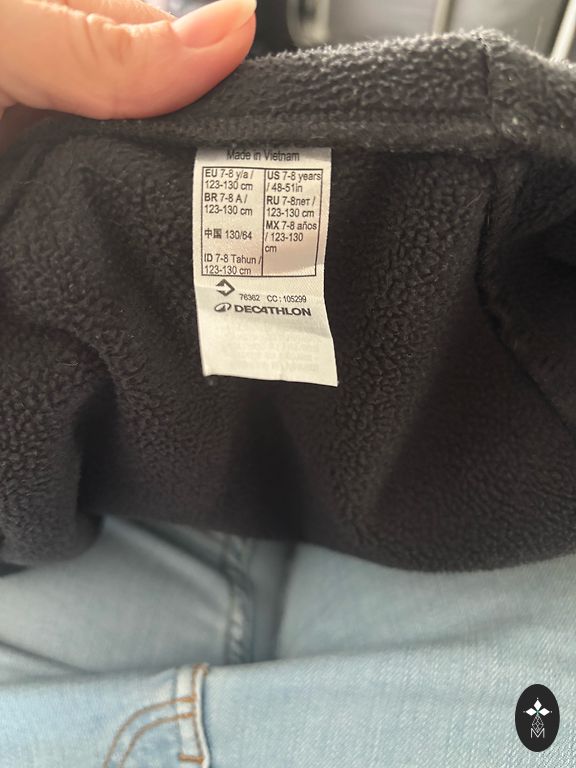 Made in Vietnam
EU 7-8 y/a /
123-130 cm
BR 7-8 A /
123-130 cm
中国 130/64
ID 7-8 Tahun /
123-130 cm
US 7-8 years
/ 48-51in
RU 7-8лет /
123-130 cm
MX 7-8 años
/ 123-130
cm
76362 CC : 105299
DECATHLON
M